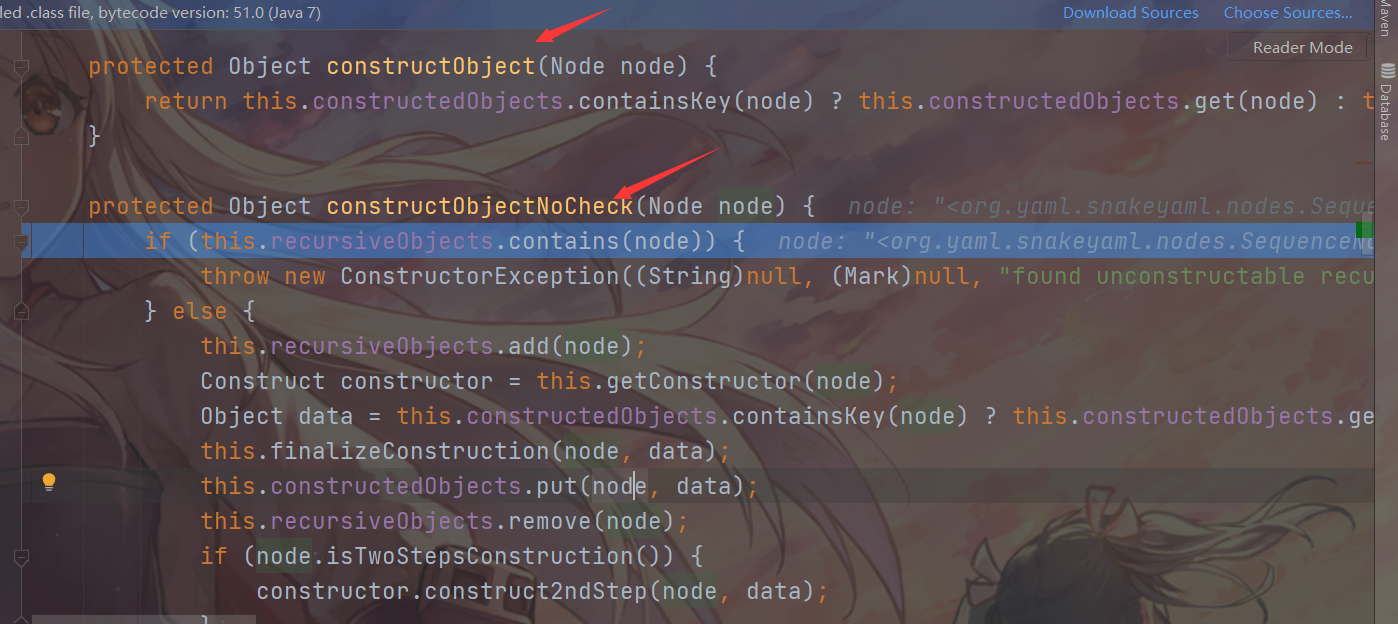 led .class file, bytecode version: 51.0 (Java 7)
Download Sources
Choose Sources...
Reader Mode
Maven
Database
protected Object constructObject(Node node) {
return this.constructedObjects.containsKey(node) ? this.constructedObjects.get(node) : t
}
protected Object constructObjectNoCheck(Node node) {   node: "<org.yaml.snakeyaml.nodes.Seque
if (this.recursiveObjects.contains(node)) {   node: "<org.yaml.snakeyaml.nodes.SequenceN
throw new ConstructorException((String)null, (Mark)null, "found unconstructable recu
} else {
this.recursiveObjects.add(node);
Construct constructor = this.getConstructor(node);
Object data = this.constructedObjects.containsKey(node) ? this.constructedObjects.ge
this.finalizeConstruction(node, data);
this.constructedObjects.put(node, data);
this.recursiveObjects.remove(node);
if (node.isTwoStepsConstruction()) {
constructor.construct2ndStep(node, data);